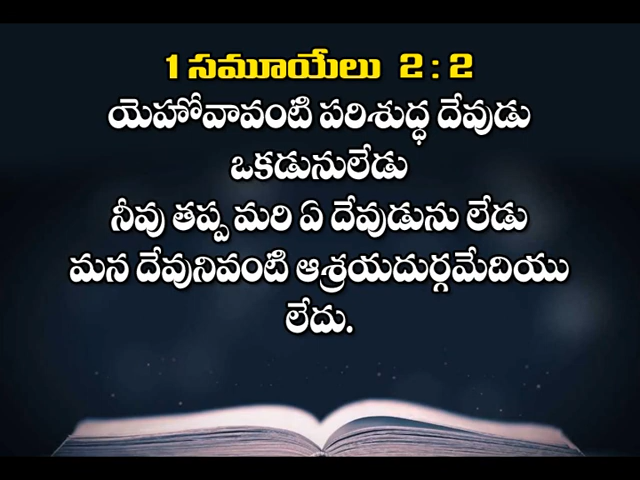 1 సమూయేలు 2 : 2
యెహోవావంటి పరిశుద్ధ దేవుడు
ఒకడునులేడు
నీవు తప్ప మరి ఏ దేవుడును లేడు
మన దేవునివంటి ఆశ్రయదుర్గమేదియు
లేదు.